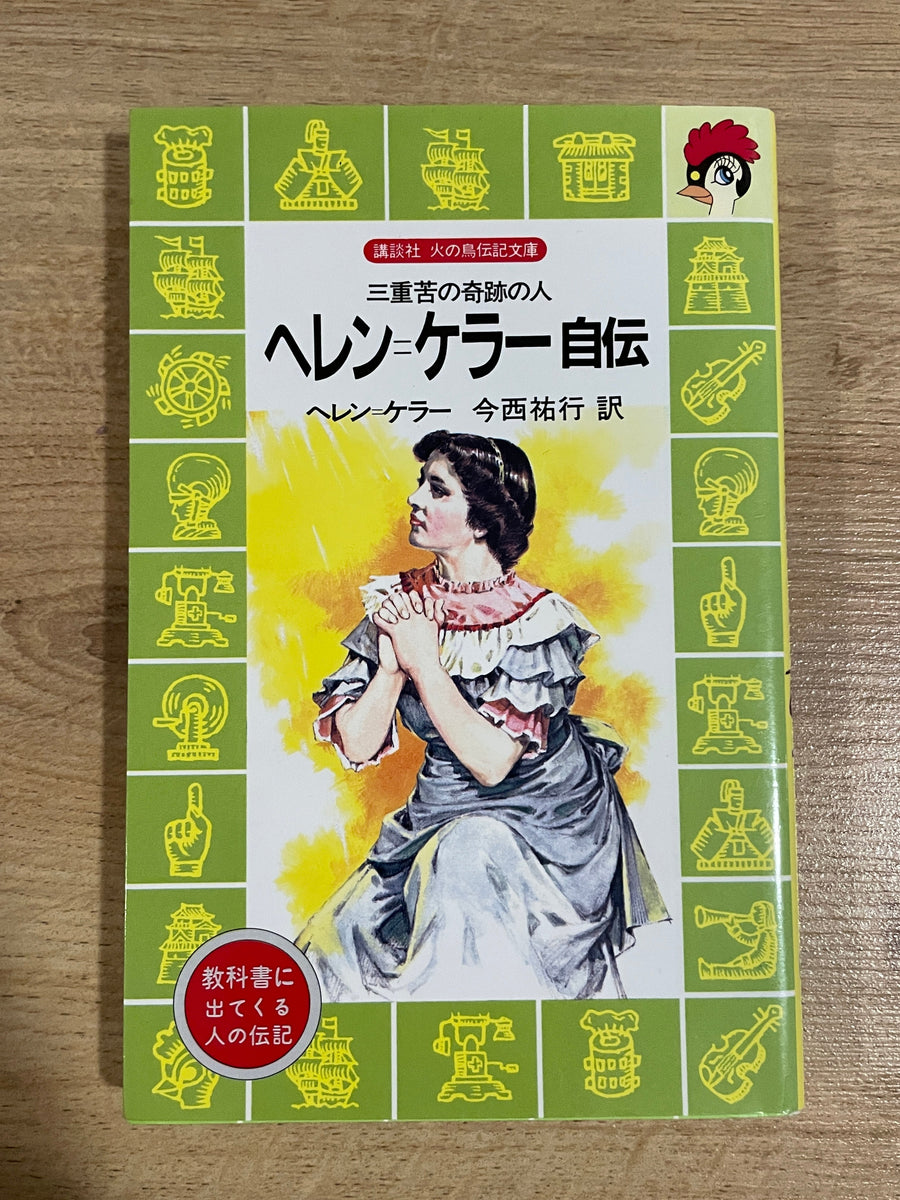 講談社 火の鳥伝記文庫
三重苦の奇跡の人
ヘレン=ケラー自伝
ヘレン=ケラー 今西祐行 訳
教科書に
出てくる
人の伝記